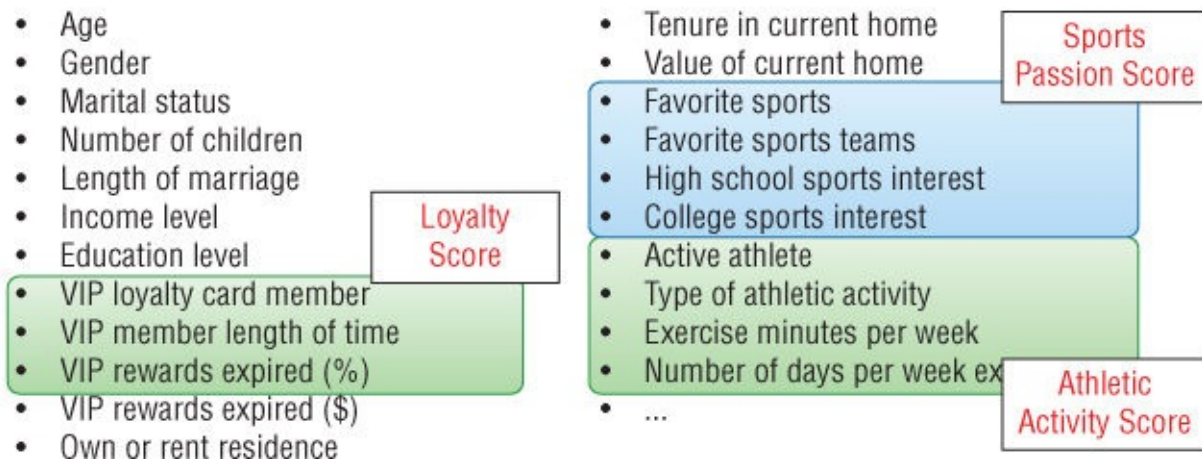 • Age
• Gender
• Marital status
• Number of children
• Length of marriage
• Income level
• Education level
• VIP loyalty card member
• VIP member length of time
• VIP rewards expired (%)
• VIP rewards expired ($)
• Own or rent residence
Loyalty
Score
• Tenure in current home
• Value of current home
• Favorite sports
• Favorite sports teams
• High school sports interest
• College sports interest
• Active athlete
• Type of athletic activity
• Exercise minutes per week
• Number of days per week ex
• ...
Sports
Passion Score
Athletic
Activity Score